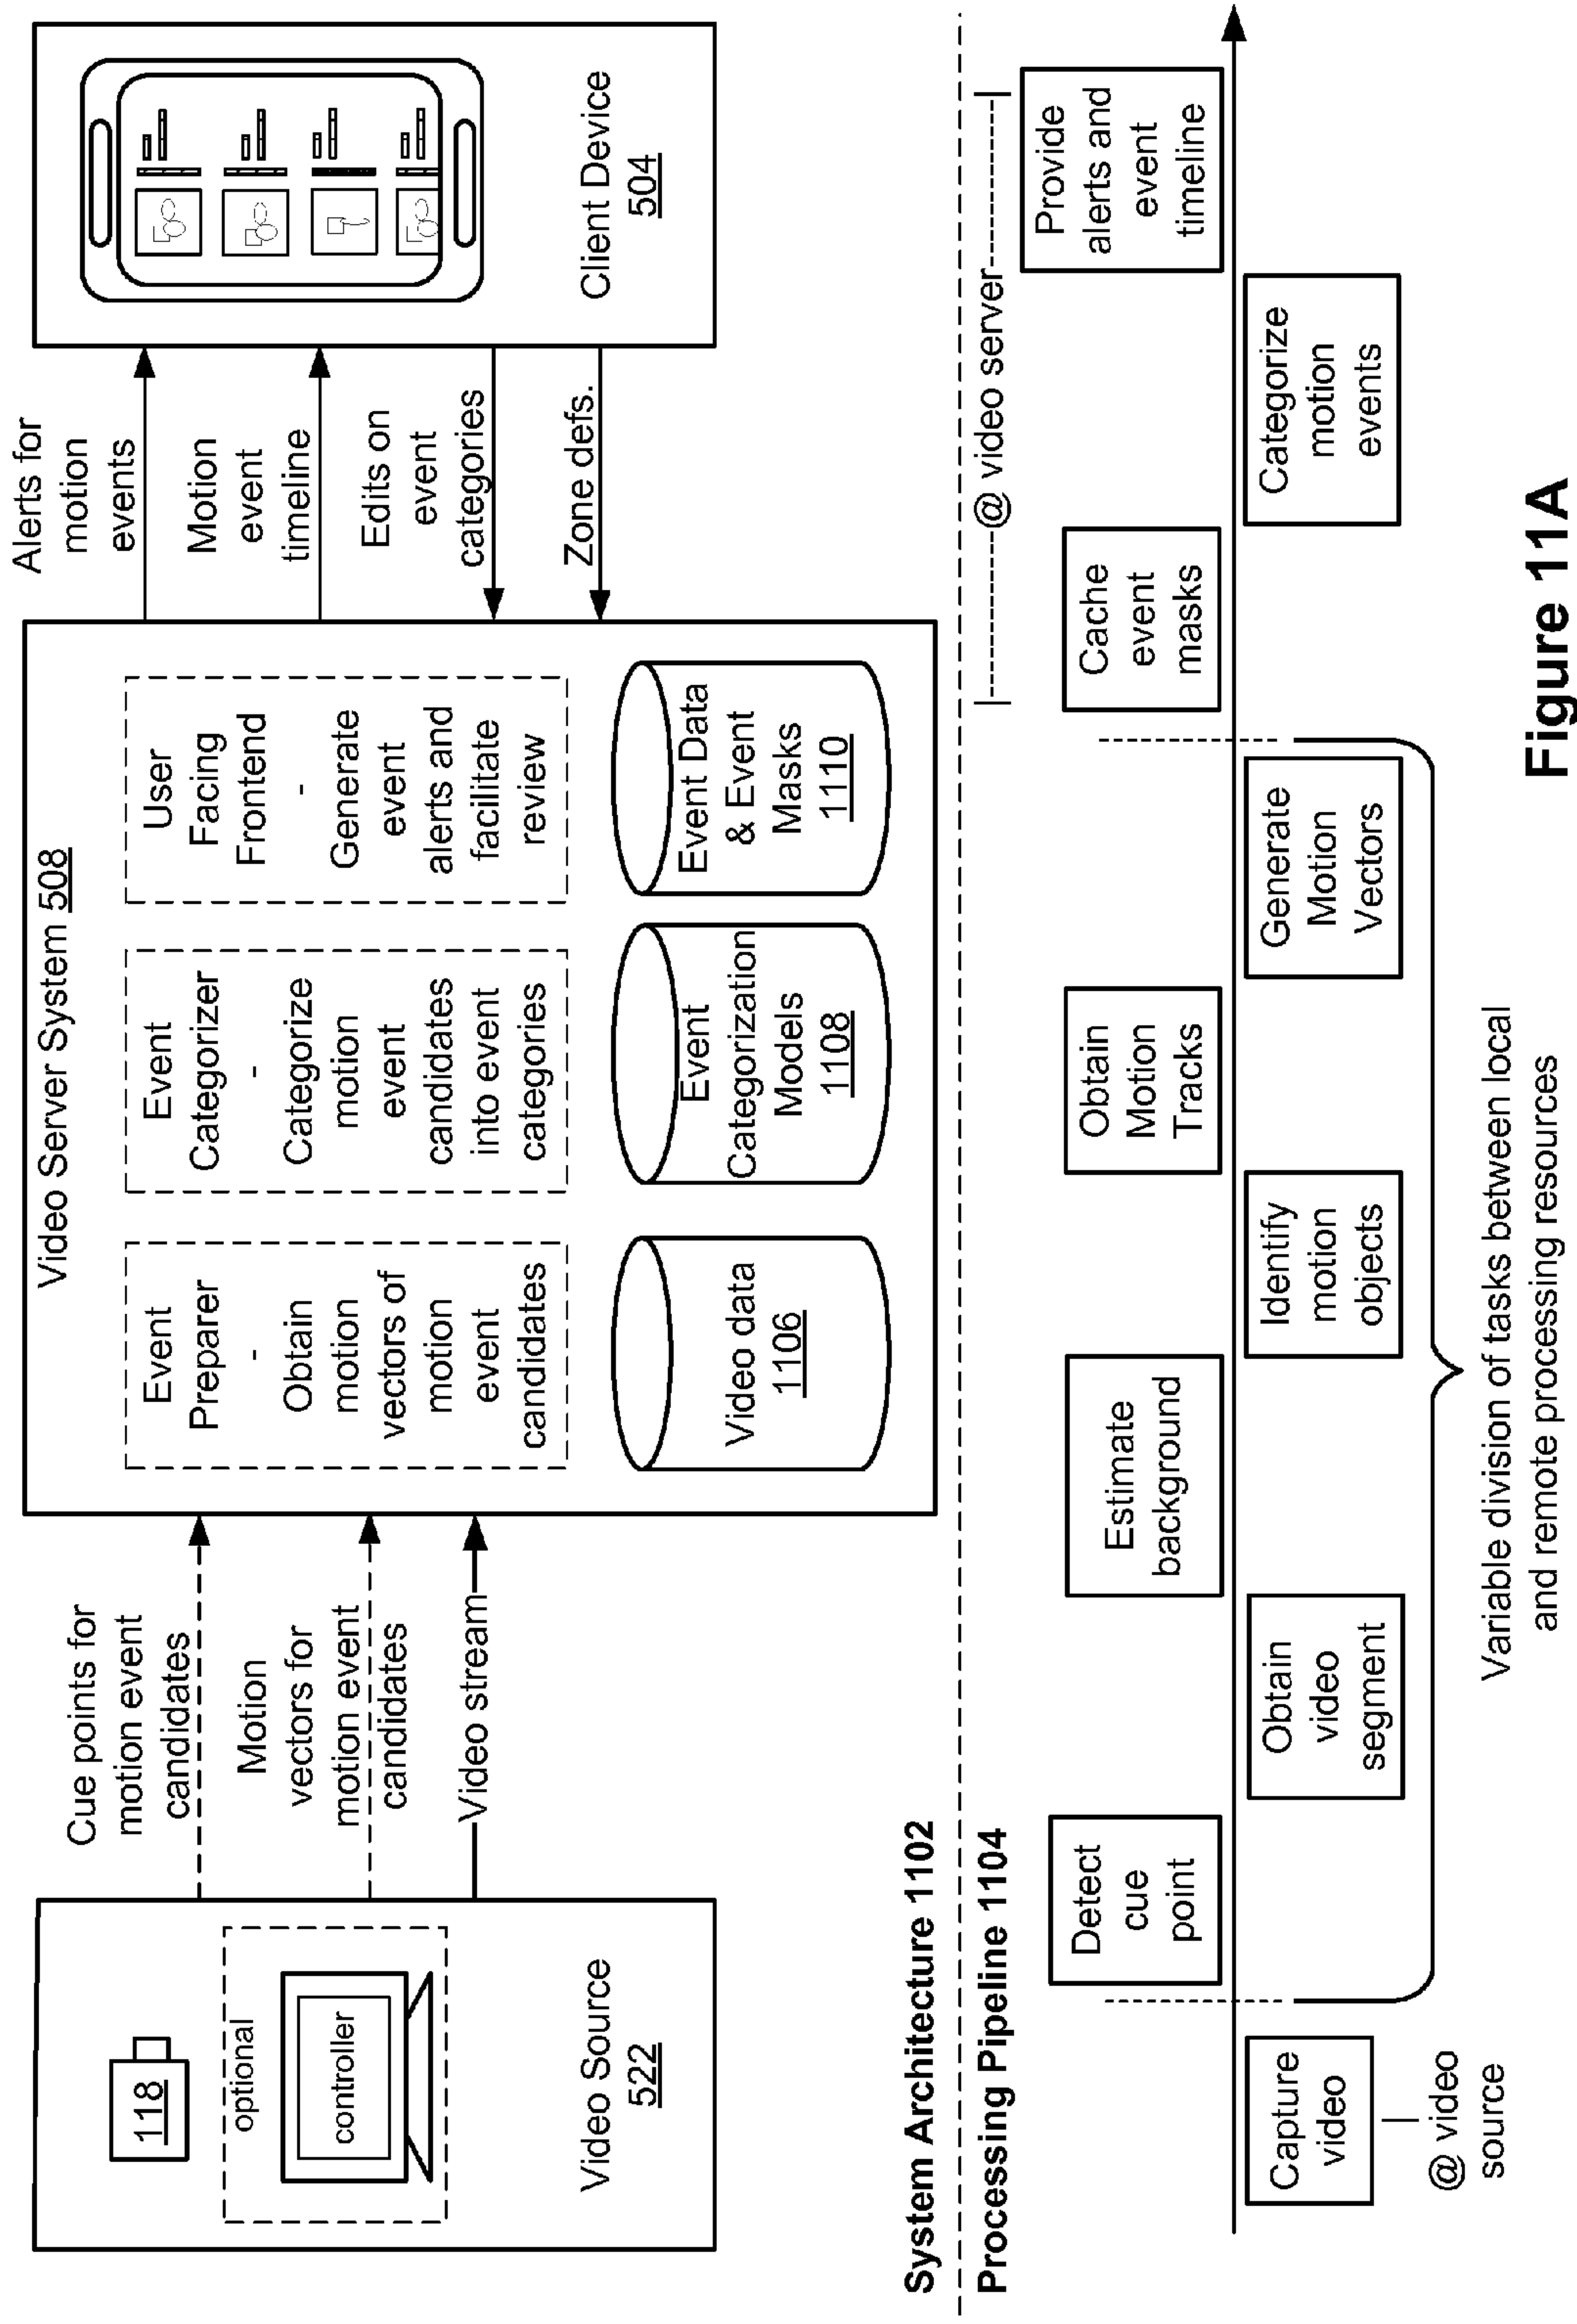 118
optional
controller
Video Source
522
Cue points for
motion event
candidates
Motion
vectors for
motion event
candidates
Video stream
Video Server System 508
Event
Preparer
-
Obtain
motion
vectors of
motion
event
candidates
Event
Categorizer
-
Categorize
motion
event
candidates
into event
categories
User
Facing
Frontend
-
Generate
event
alerts and
facilitate
review
Video data
1106
Event
Categorization
Models
1108
Event Data
& Event
Masks
1110
Alerts for
motion
events
Motion
event
timeline
Edits on
event
categories
Zone defs.
Client Device
504
System Architecture 1102
Processing Pipeline 1104
Capture
video
@ video
source
Detect
cue
point
Obtain
video
segment
Estimate
background
Identify
motion
objects
Obtain
Motion
Tracks
Generate
Motion
Vectors
Variable division of tasks between local
and remote processing resources
@ video server
Cache
event
masks
Categorize
motion
events
Provide
alerts and
event
timeline
Figure 11A